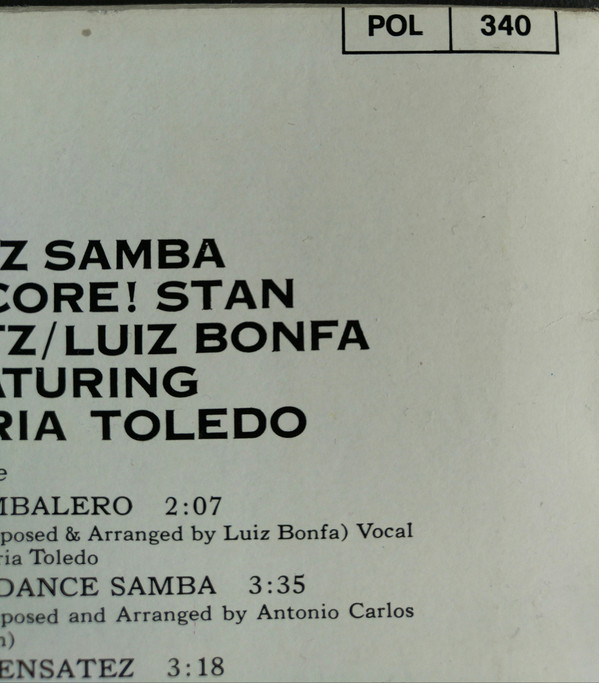 POL 340
Z SAMBA
CORE! STAN
TZ/LUIZ BONFA
ATURING
RIA TOLEDO
e
MBALERO 2:07
posed & Arranged by Luiz Bonfa) Vocal
ria Toledo
DANCE SAMBA 3:35
posed and Arranged by Antonio Carlos
n)
ENSATEZ 3:18